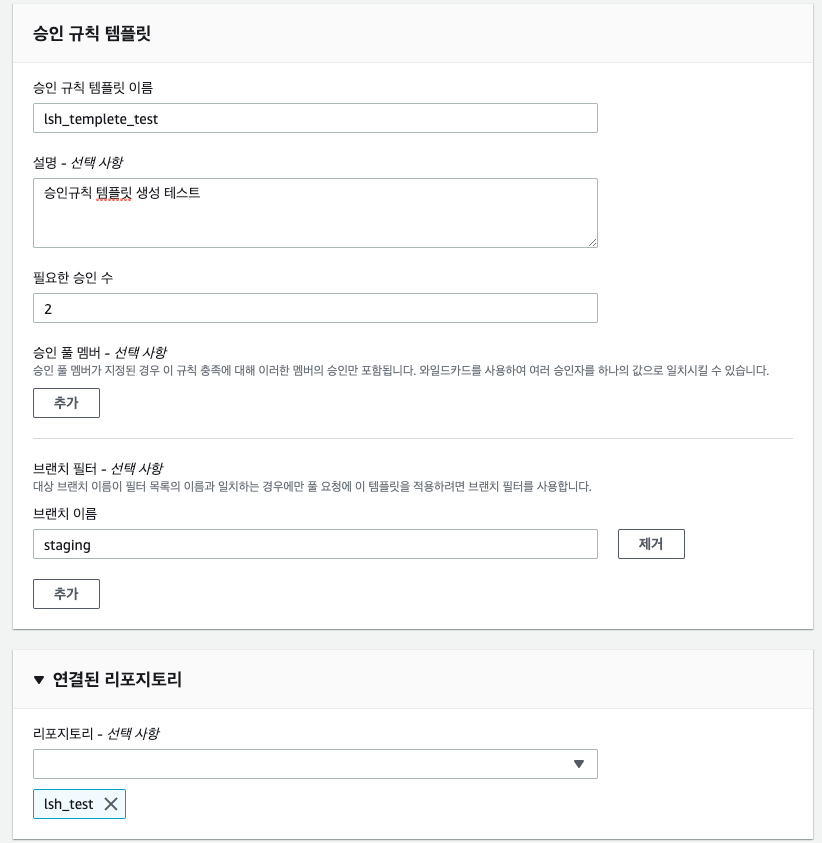 승인 규칙 템플릿
승인 규칙 템플릿 이름
lsh_templete_test
설명 - 선택 사항
승인규칙 템플릿 생성 테스트
필요한 승인 수
2
승인 풀 멤버 - 선택 사항
승인 풀 멤버가 지정된 경우 이 규칙 충족에 대해 이러한 멤버의 승인만 포함됩니다. 와일드카드를 사용하여 여러 승인자를 하나의 값으로 일치시킬 수 있습니다.
추가
브랜치 필터 - 선택 사항
대상 브랜치 이름이 필터 목록의 이름과 일치하는 경우에만 풀 요청에 이 템플릿을 적용하려면 브랜치 필터를 사용합니다.
브랜치 이름
staging 제거
추가
연결된 리포지토리
리포지토리 - 선택 사항
lsh_test